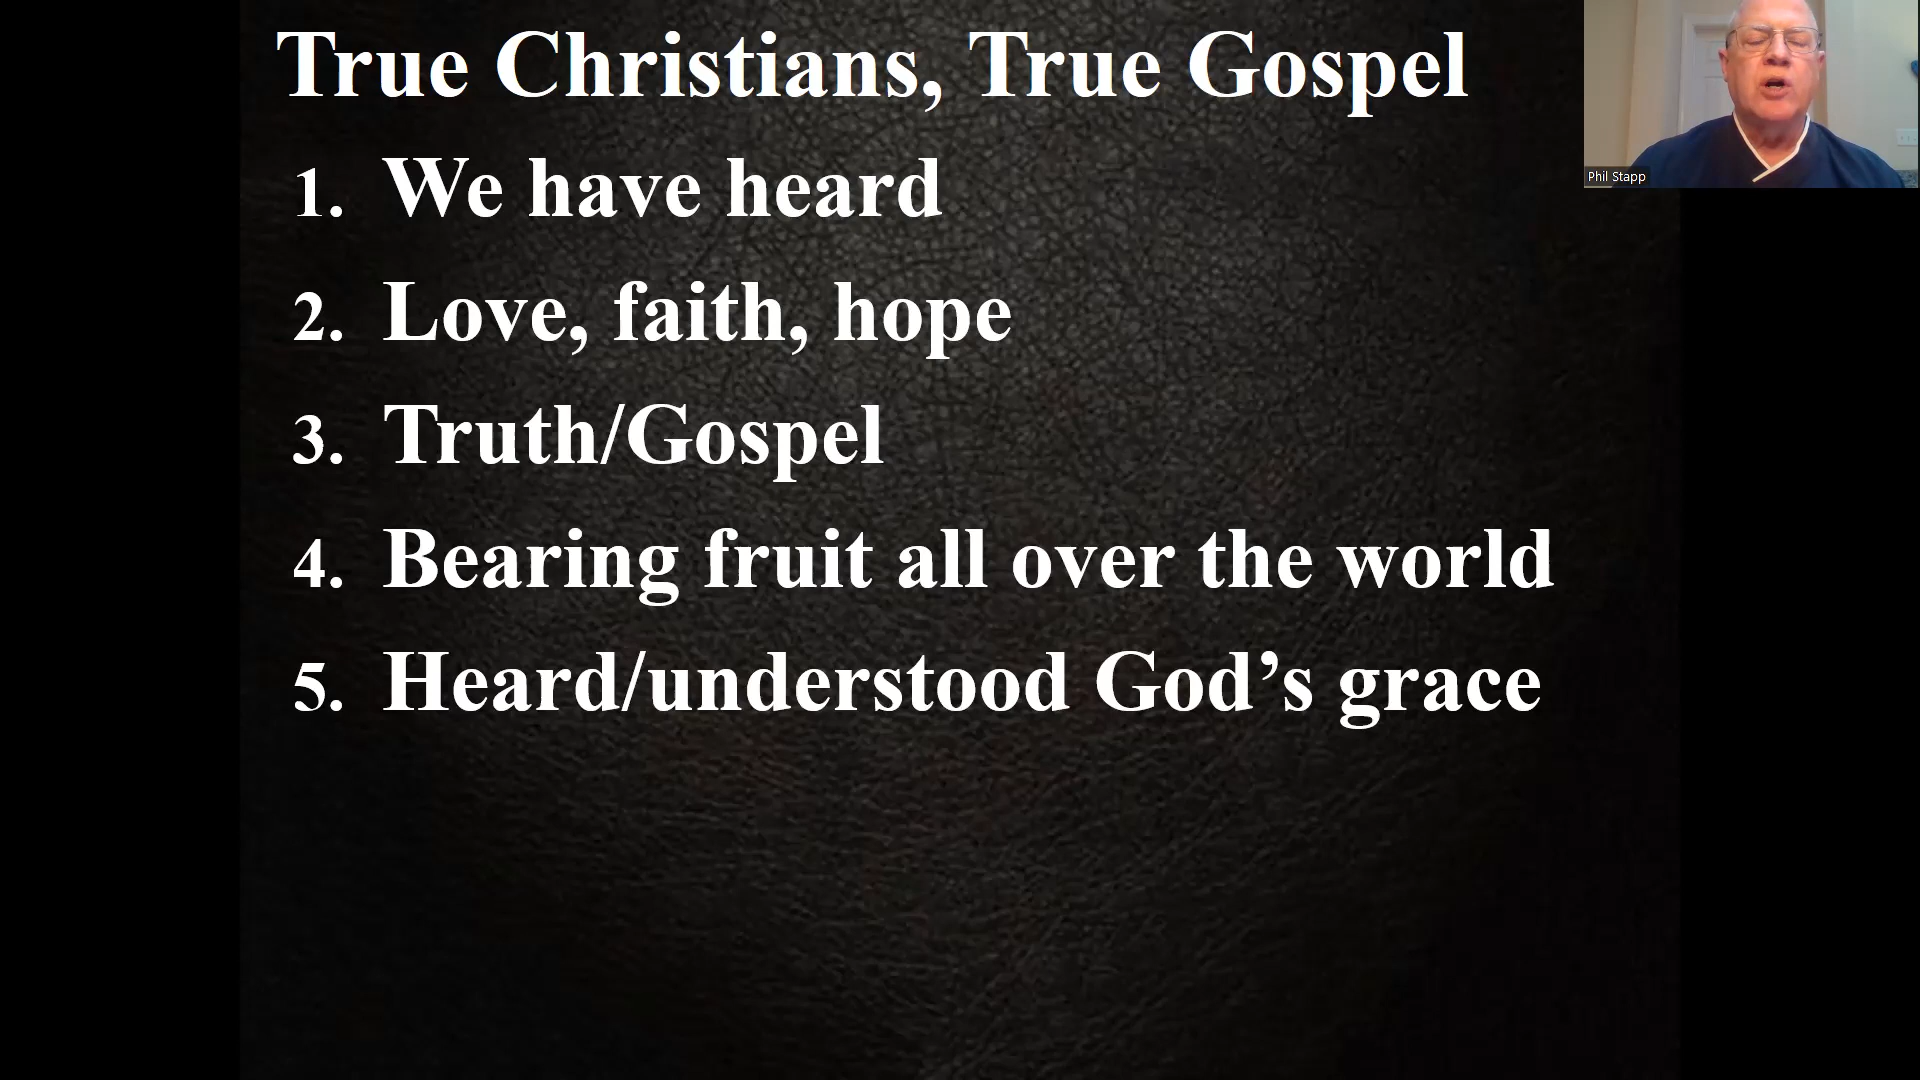 True Christians, True Gospel
1. We have heard
2. Love, faith, hope
3. Truth/Gospel
4. Bearing fruit all over the world
5. Heard/understood God’s grace
Phil Stapp